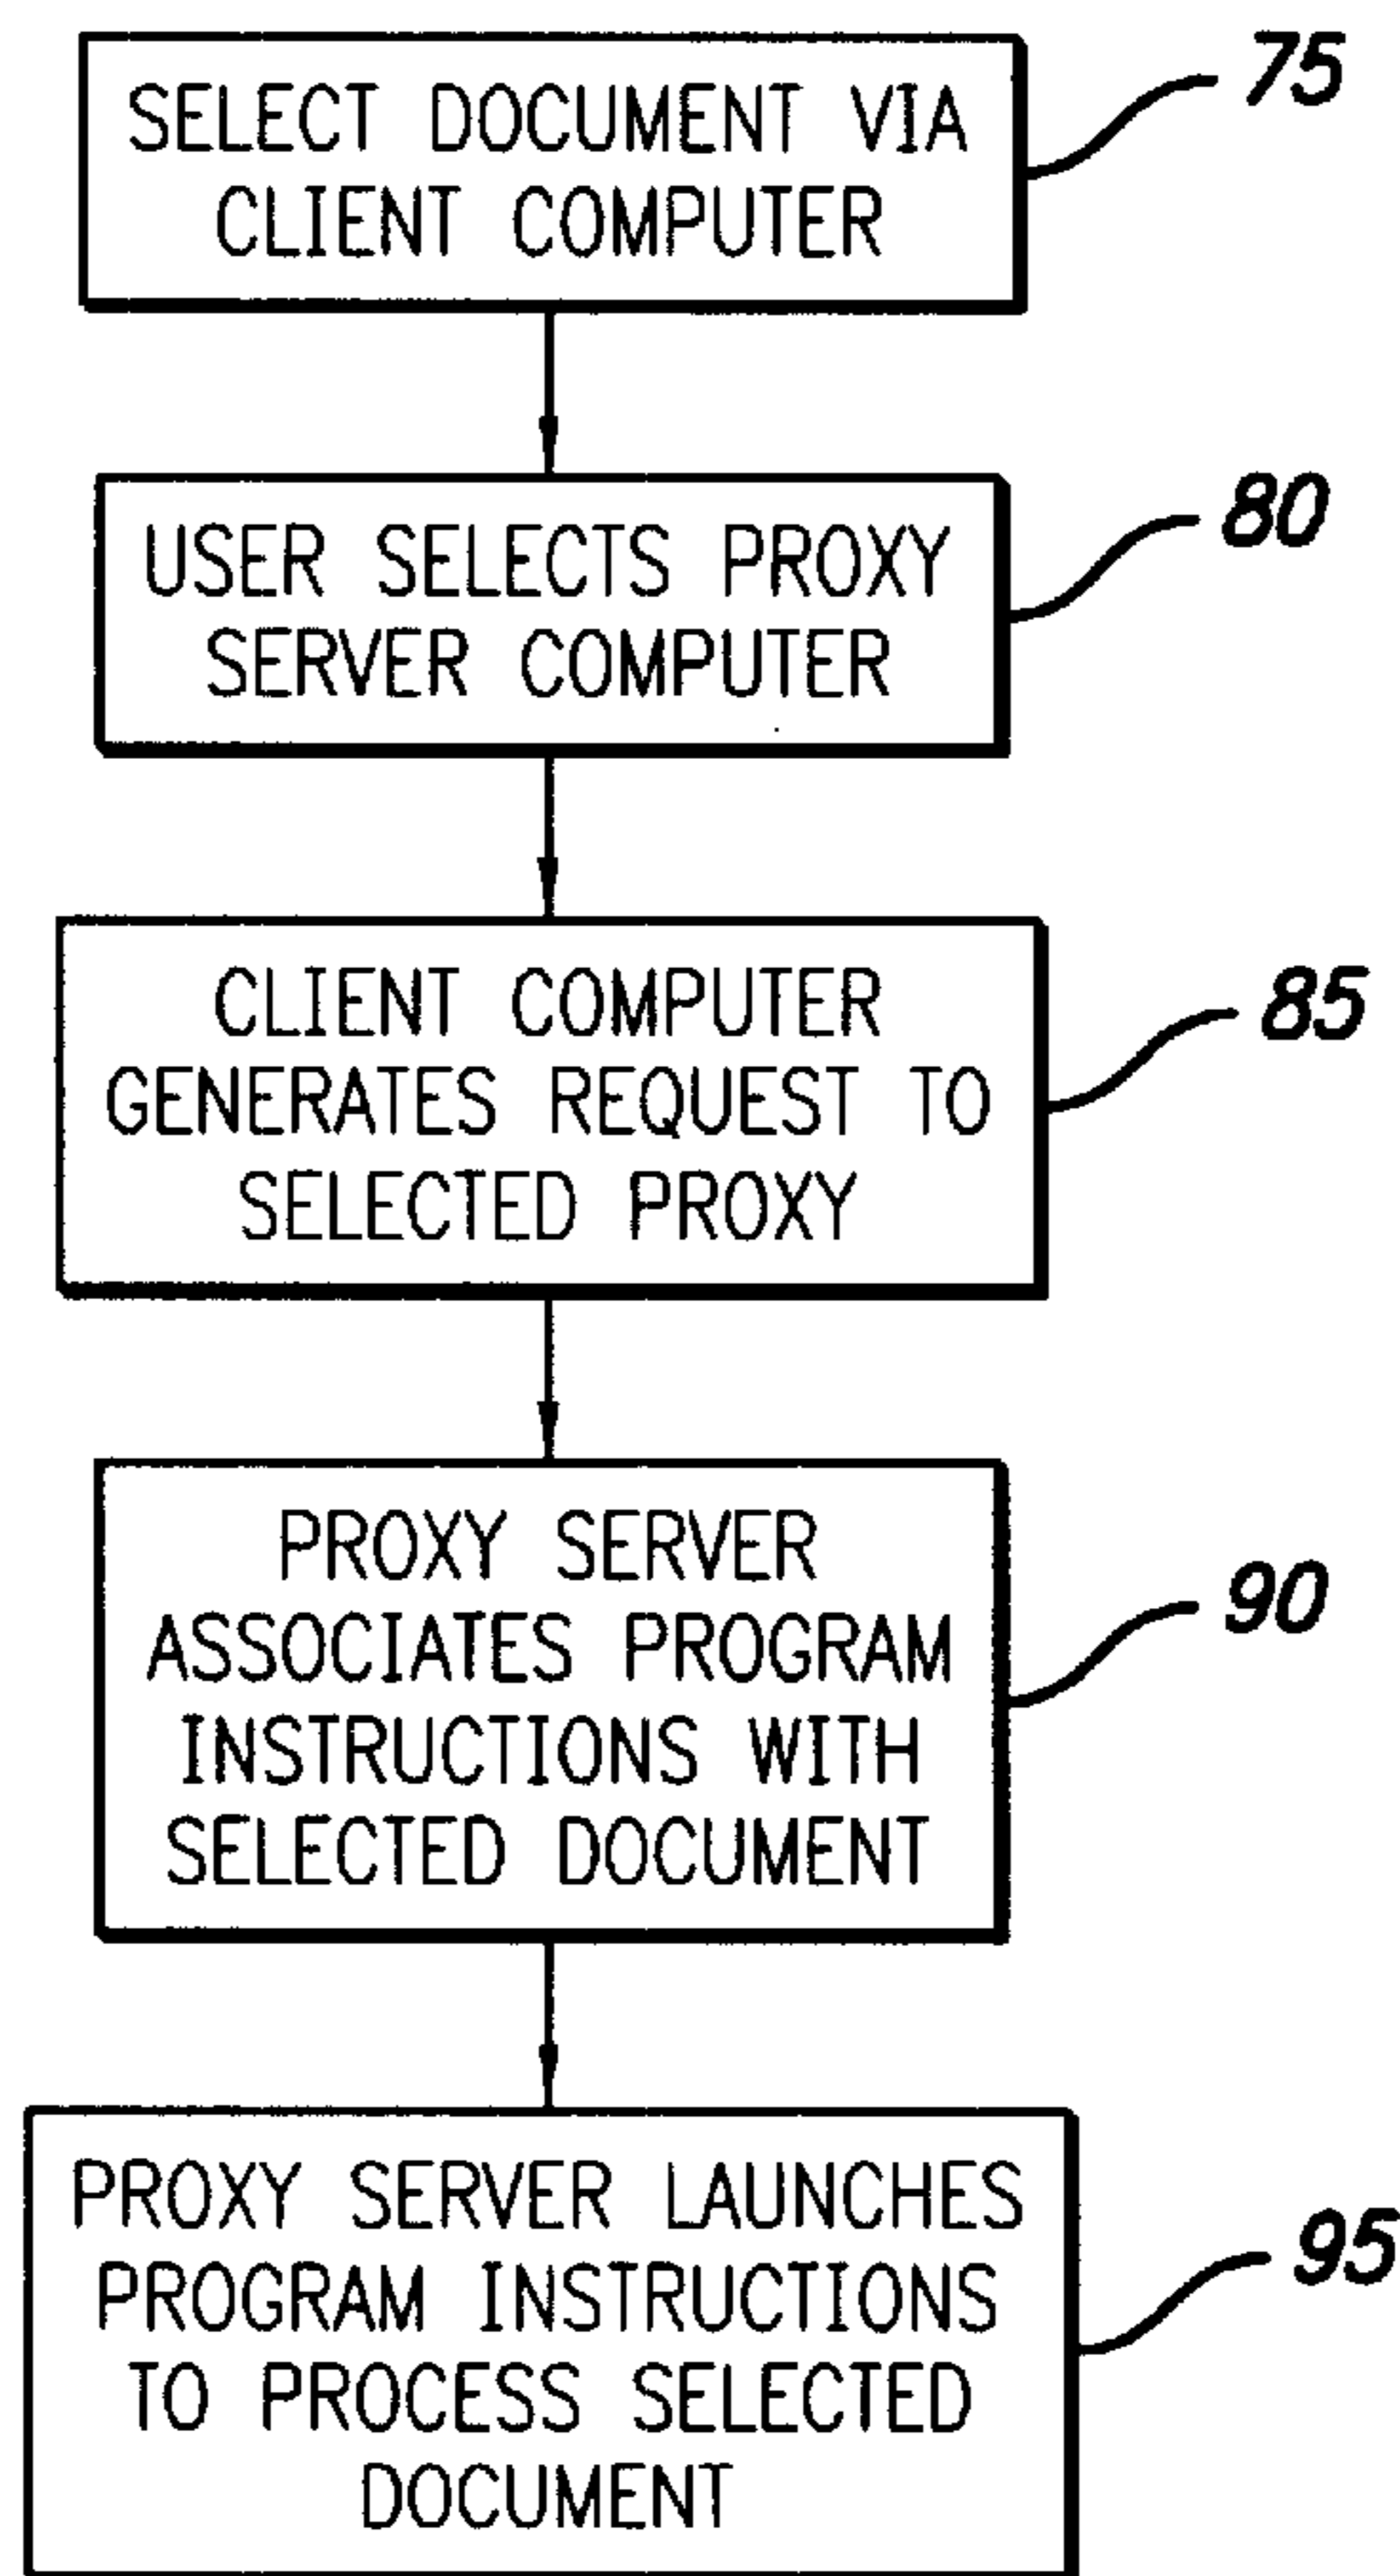 SELECT DOCUMENT VIA
CLIENT COMPUTER
75
USER SELECTS PROXY
SERVER COMPUTER
80
CLIENT COMPUTER
GENERATES REQUEST TO
SELECTED PROXY
85
PROXY SERVER
ASSOCIATES PROGRAM
INSTRUCTIONS WITH
SELECTED DOCUMENT
90
PROXY SERVER LAUNCHES
PROGRAM INSTRUCTIONS
TO PROCESS SELECTED
DOCUMENT
95